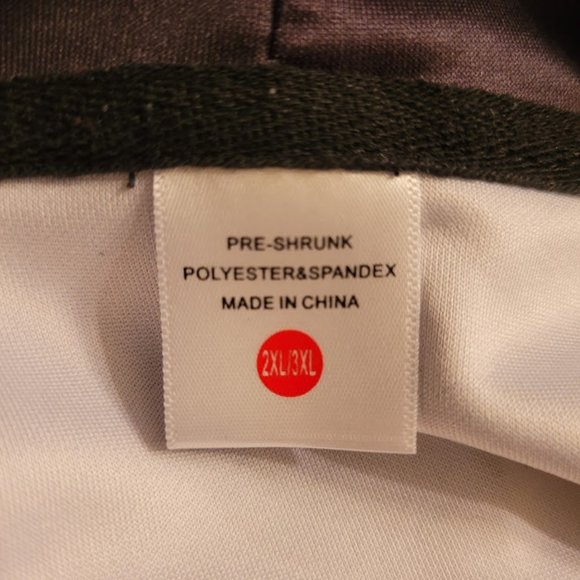 PRE-SHRUNK
POLYESTER&SPANDEX
MADE IN CHINA
2XL/3XL